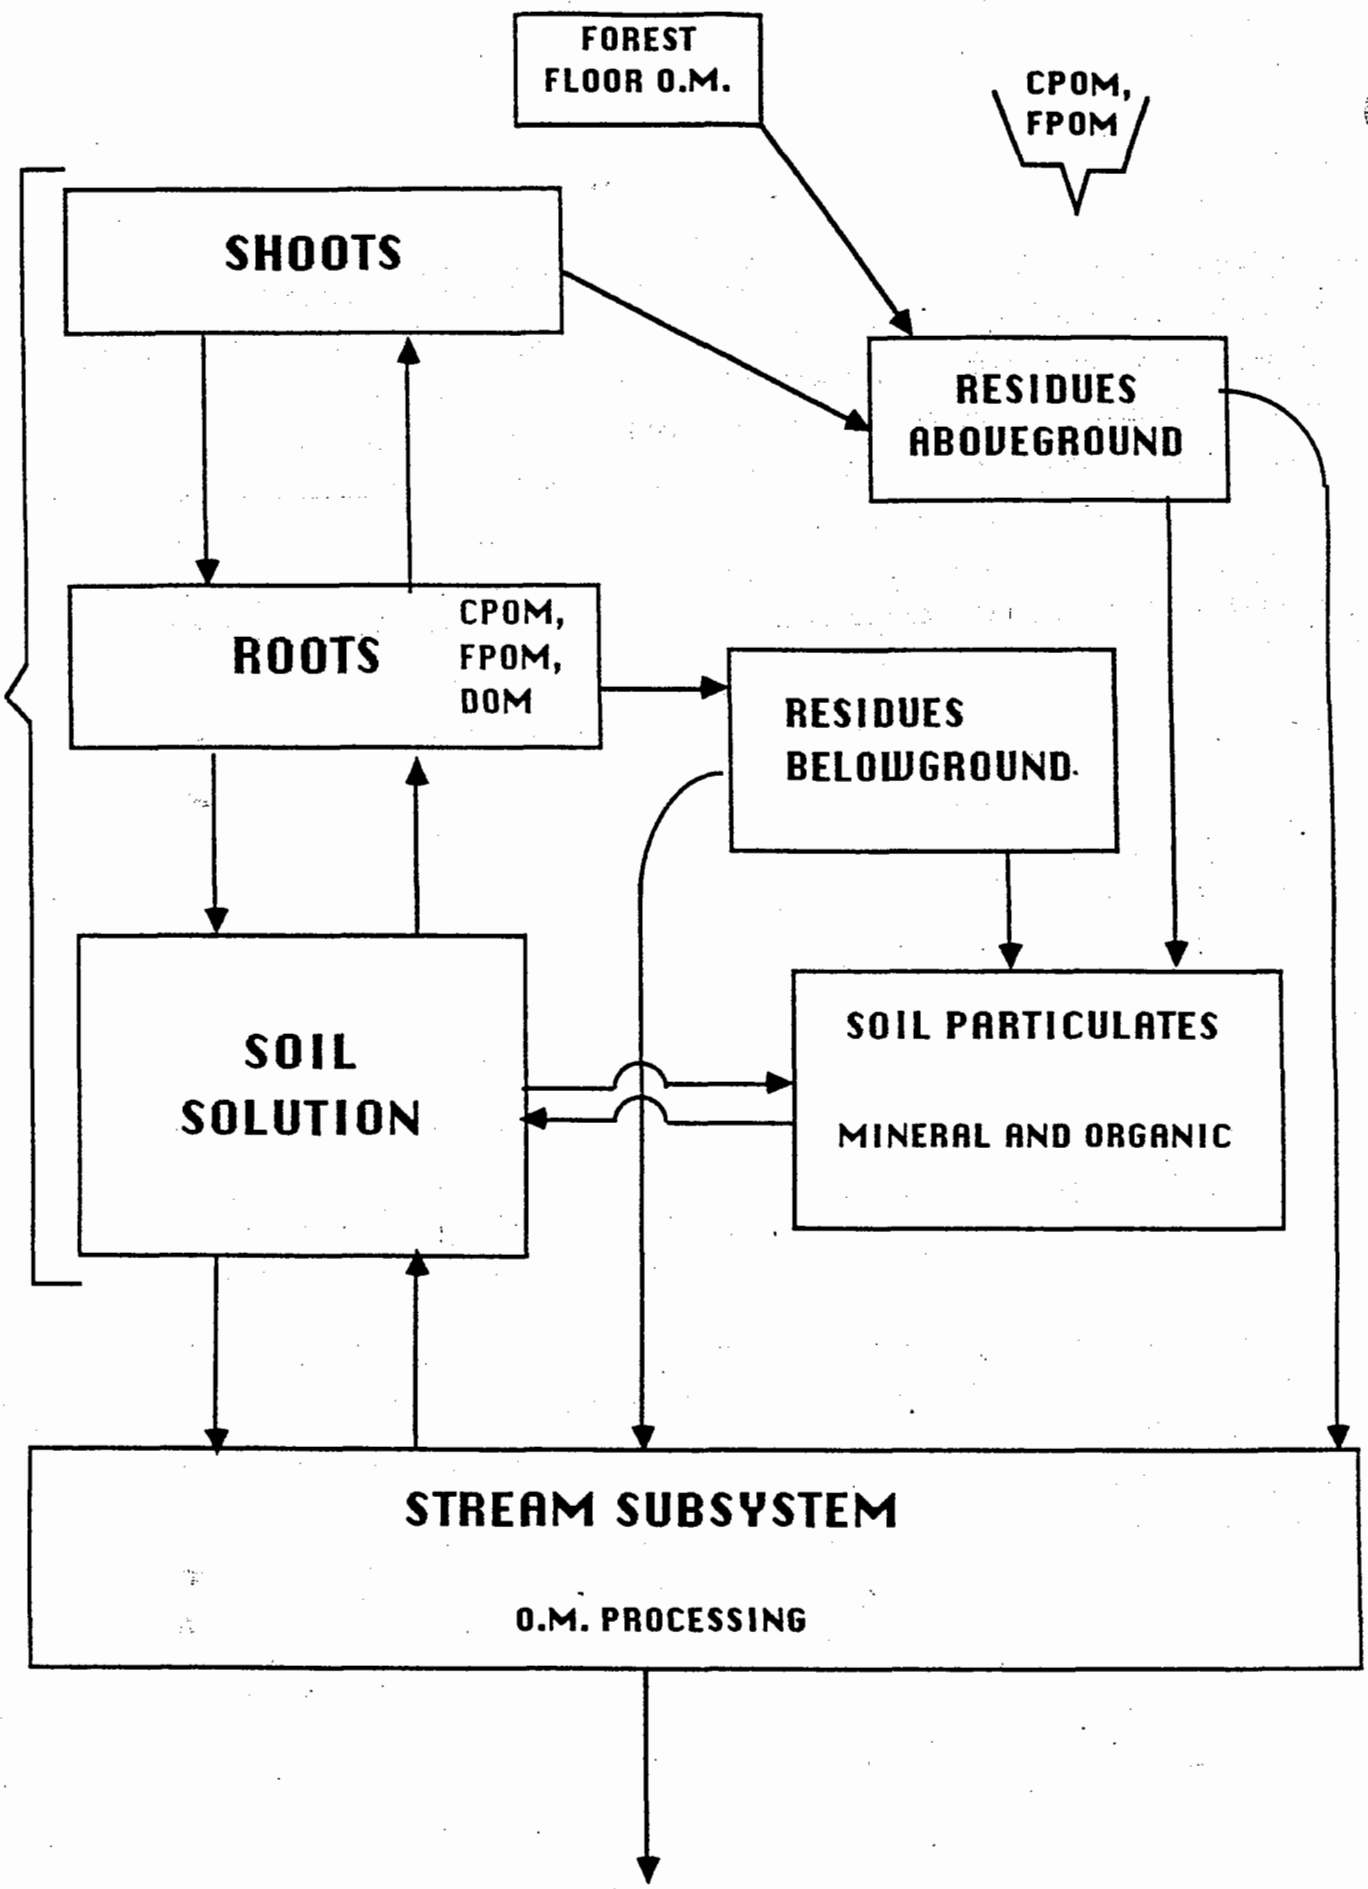 FOREST
FLOOR O.M.
CPOM,
FPOM
SHOOTS
RESIDUES
ABOVEGROUND
ROOTS
CPOM,
FPOM,
DOM
RESIDUES
BELOWGROUND
SOIL
SOLUTION
SOIL PARTICULATES
MINERAL AND ORGANIC
STREAM SUBSYSTEM
O.M. PROCESSING